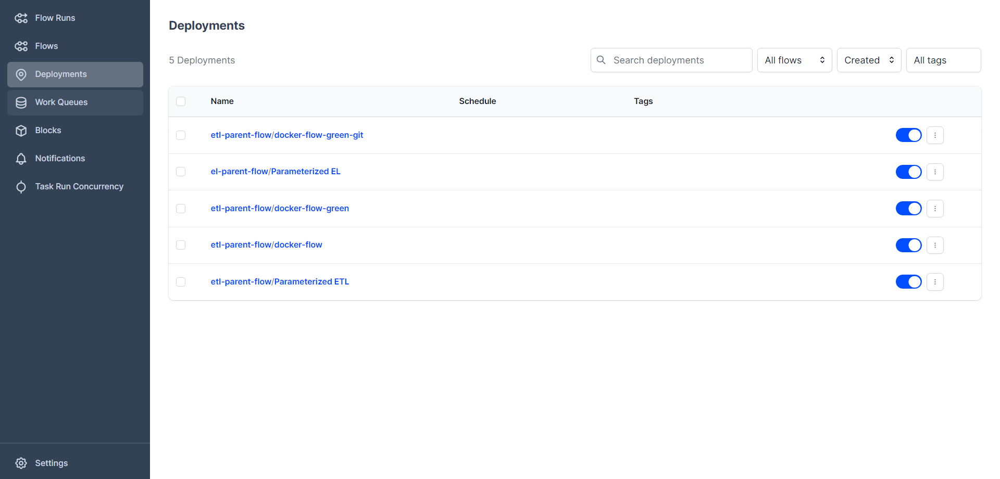 Flow Runs
Flows
Deployments
Work Queues
Blocks
Notifications
Task Run Concurrency
Settings
Deployments
5 Deployments
Search deployments
All flows
Created
All tags
Name Schedule Tags
etl-parent-flow/docker-flow-green-git
el-parent-flow/Parameterized EL
etl-parent-flow/docker-flow-green
etl-parent-flow/docker-flow
etl-parent-flow/Parameterized ETL